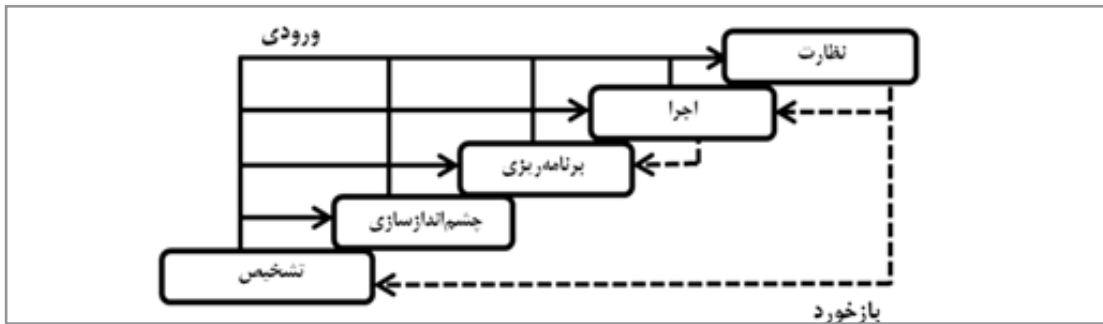 ورودی
نظارت
اجرا
برنامه‌ریزی
چشم‌اندازسازی
تشخیص
بازخورد